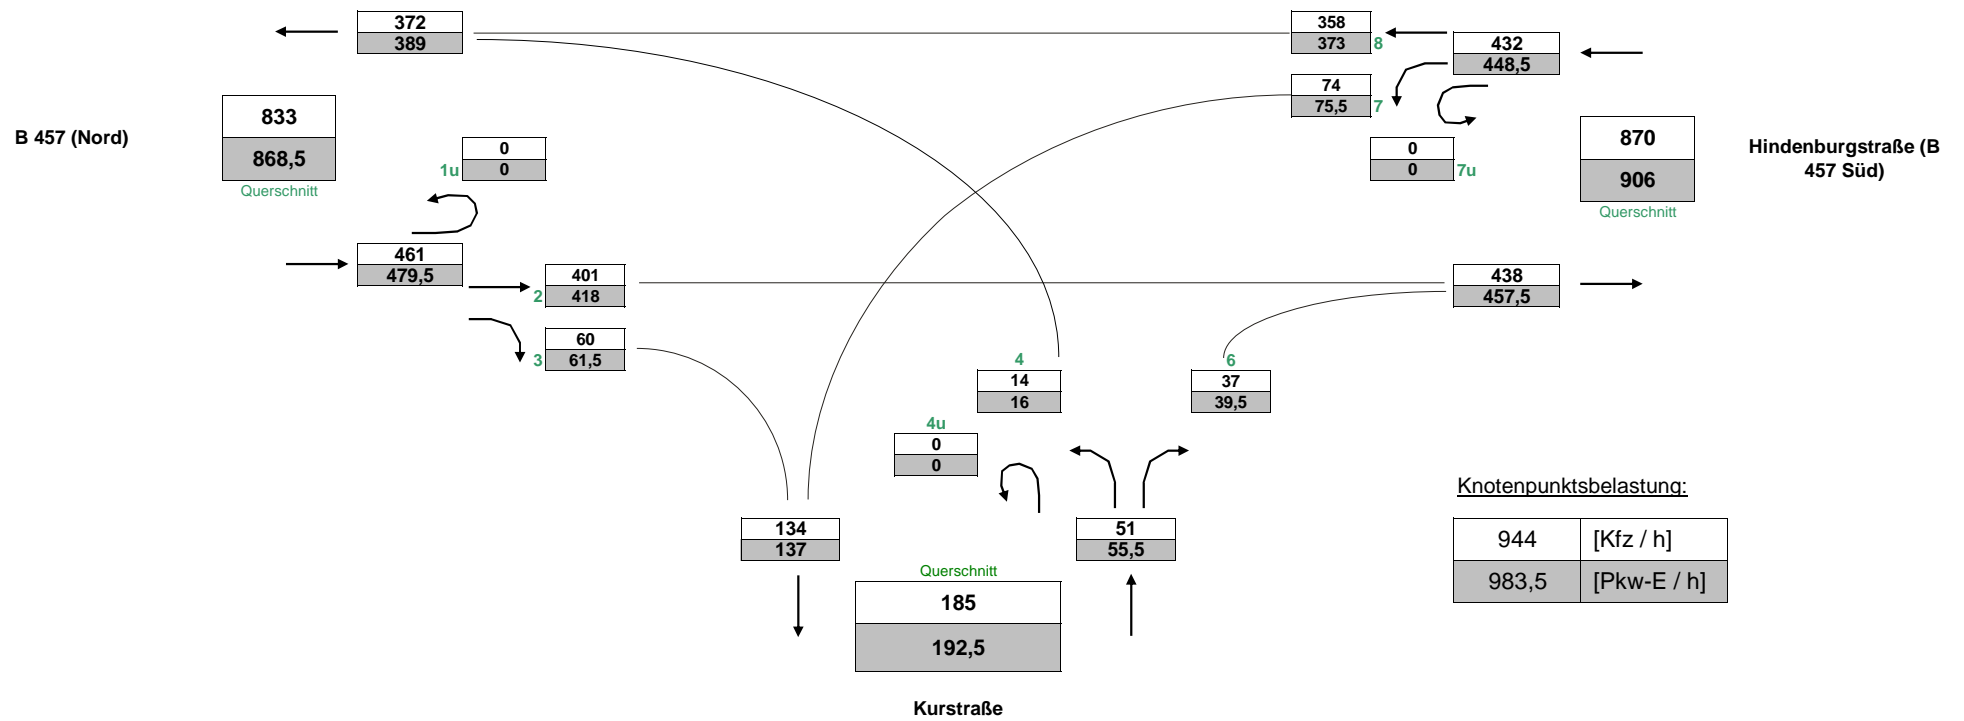 372
389
358
373 8
432
448,5
74
75,5 7
B 457 (Nord)
833
868,5
Querschnitt
0
1u 0
0
0 7u
870
906
Querschnitt
Hindenburgstraße (B
457 Süd)
461
479,5
401
2 418
438
457,5
60
3 61,5
4
14
16
6
37
39,5
4u
0
0
134
137
51
55,5
Querschnitt
185
192,5
Kurstraße
Knotenpunktsbelastung:
944 [Kfz / h]
983,5 [Pkw-E / h]